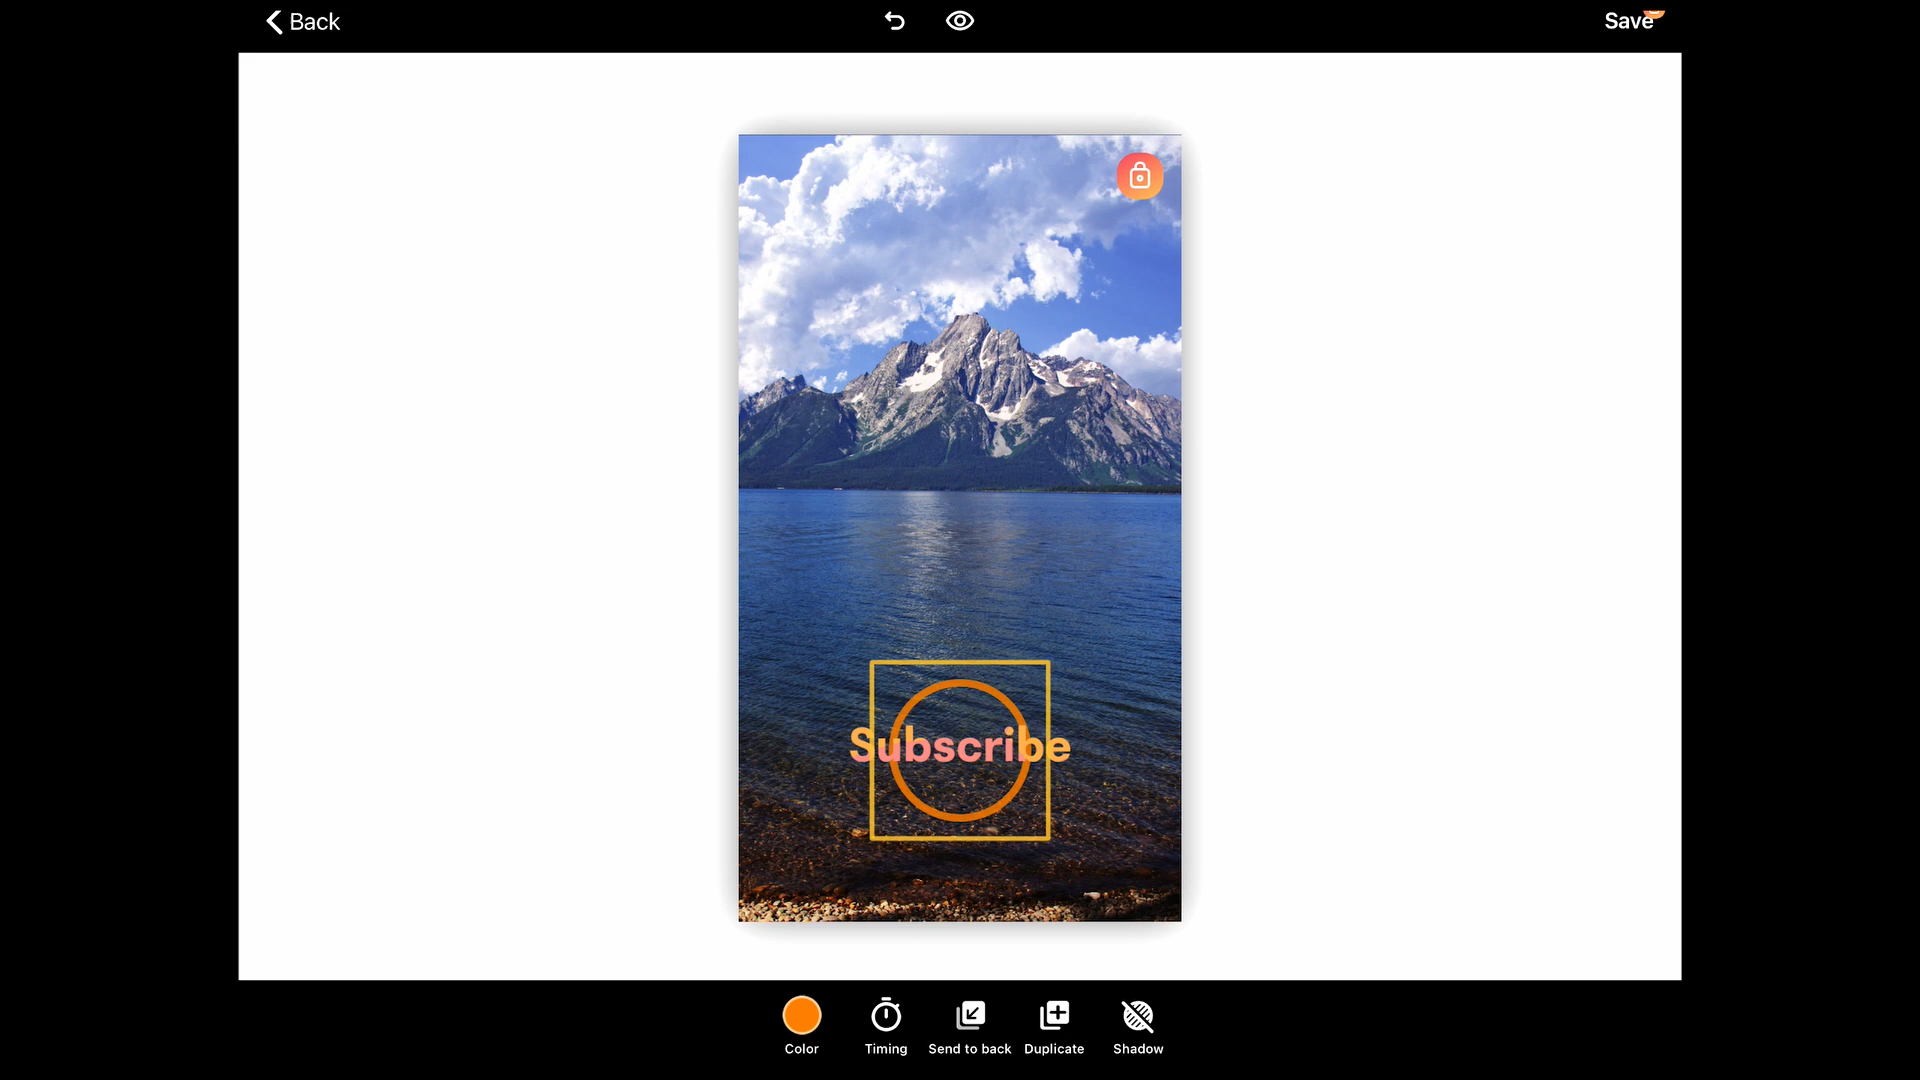 Back
Save
Subscribe
Color
Timing
Send to back
Duplicate
Shadow